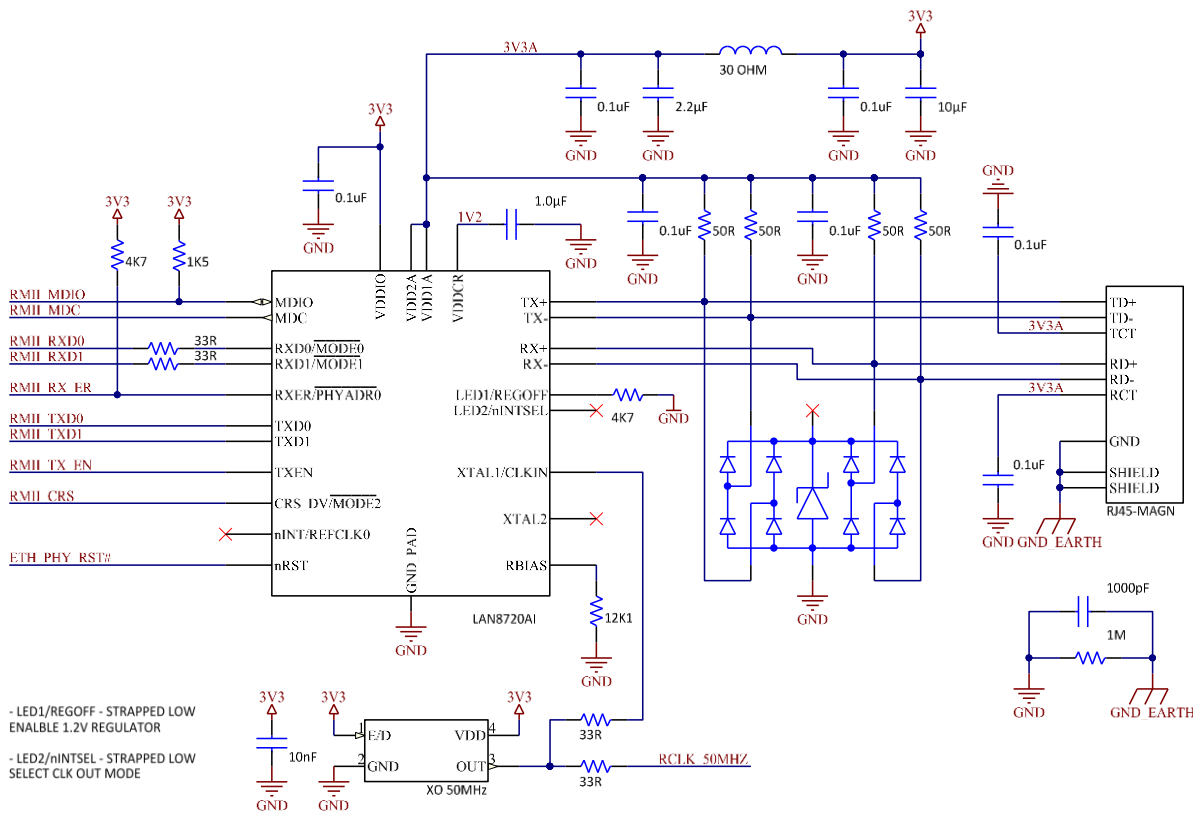 3V3
3V3A
30 OHM
0.1uF
2.2µF
0.1uF
10µF
GND
GND
GND
GND
3V3
0.1uF
GND
3V3
3V3
4K7
1K5
1V2
1.0µF
GND
0.1uF
50R
50R
0.1uF
50R
50R
GND
GND
GND
0.1uF
RMII_MDIO
RMII_MDC
RMII_RXD0
33R
RMII_RXD1
33R
RMII_RX_ER
RMII_TXD0
RMII_TXD1
RMII_TX_EN
RMII_CRS
ETH_PHY_RST#
VDDIO
VDD2A
VDD1A
VDDCR
MDIO
MDC
RXD0/MODE0
RXD1/MODE1
RXER/PHYADR0
TXD0
TXD1
TXEN
CRS_DV/MODE2
nINT/REFCLK0
nRST
GND_PAD
TX+
TX-
RX+
RX-
LED1/REGOFF
LED2/nINTSEL
XTAL1/CLKIN
XTAL2
RBIAS
LAN8720AI
GND
4K7
GND
12K1
GND
GND
TD+
TD-
3V3A
TCT
RD+
RD-
3V3A
RCT
GND
SHIELD
SHIELD
RJ45-MAGN
0.1uF
GND
GND_EARTH
1000pF
1M
GND
GND_EARTH
- LED1/REGOFF - STRAPPED LOW
ENALBLE 1.2V REGULATOR
- LED2/nINTSEL - STRAPPED LOW
SELECT CLK OUT MODE
3V3
10nF
GND
3V3
GND
3V3
1
E/D
VDD
4
2
GND
OUT
3
XO 50MHz
33R
33R
RCLK_50MHZ